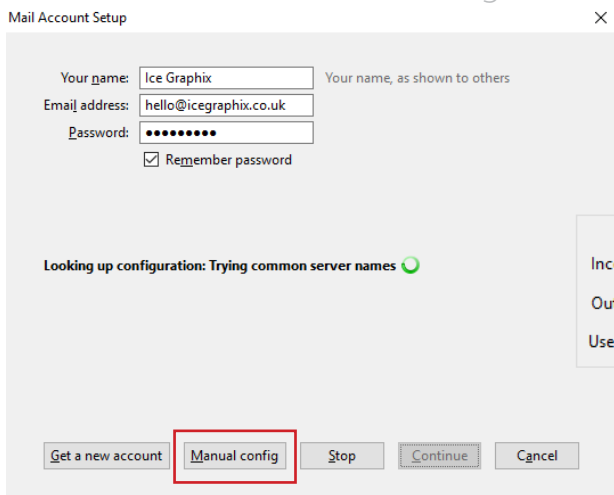 Mail Account Setup
Your name: Ice Graphix Your name, as shown to others
Email address: hello@icegraphix.co.uk
Password: •••••••••
Remember password
Looking up configuration: Trying common server names
Get a new account Manual config Stop Continue Cancel